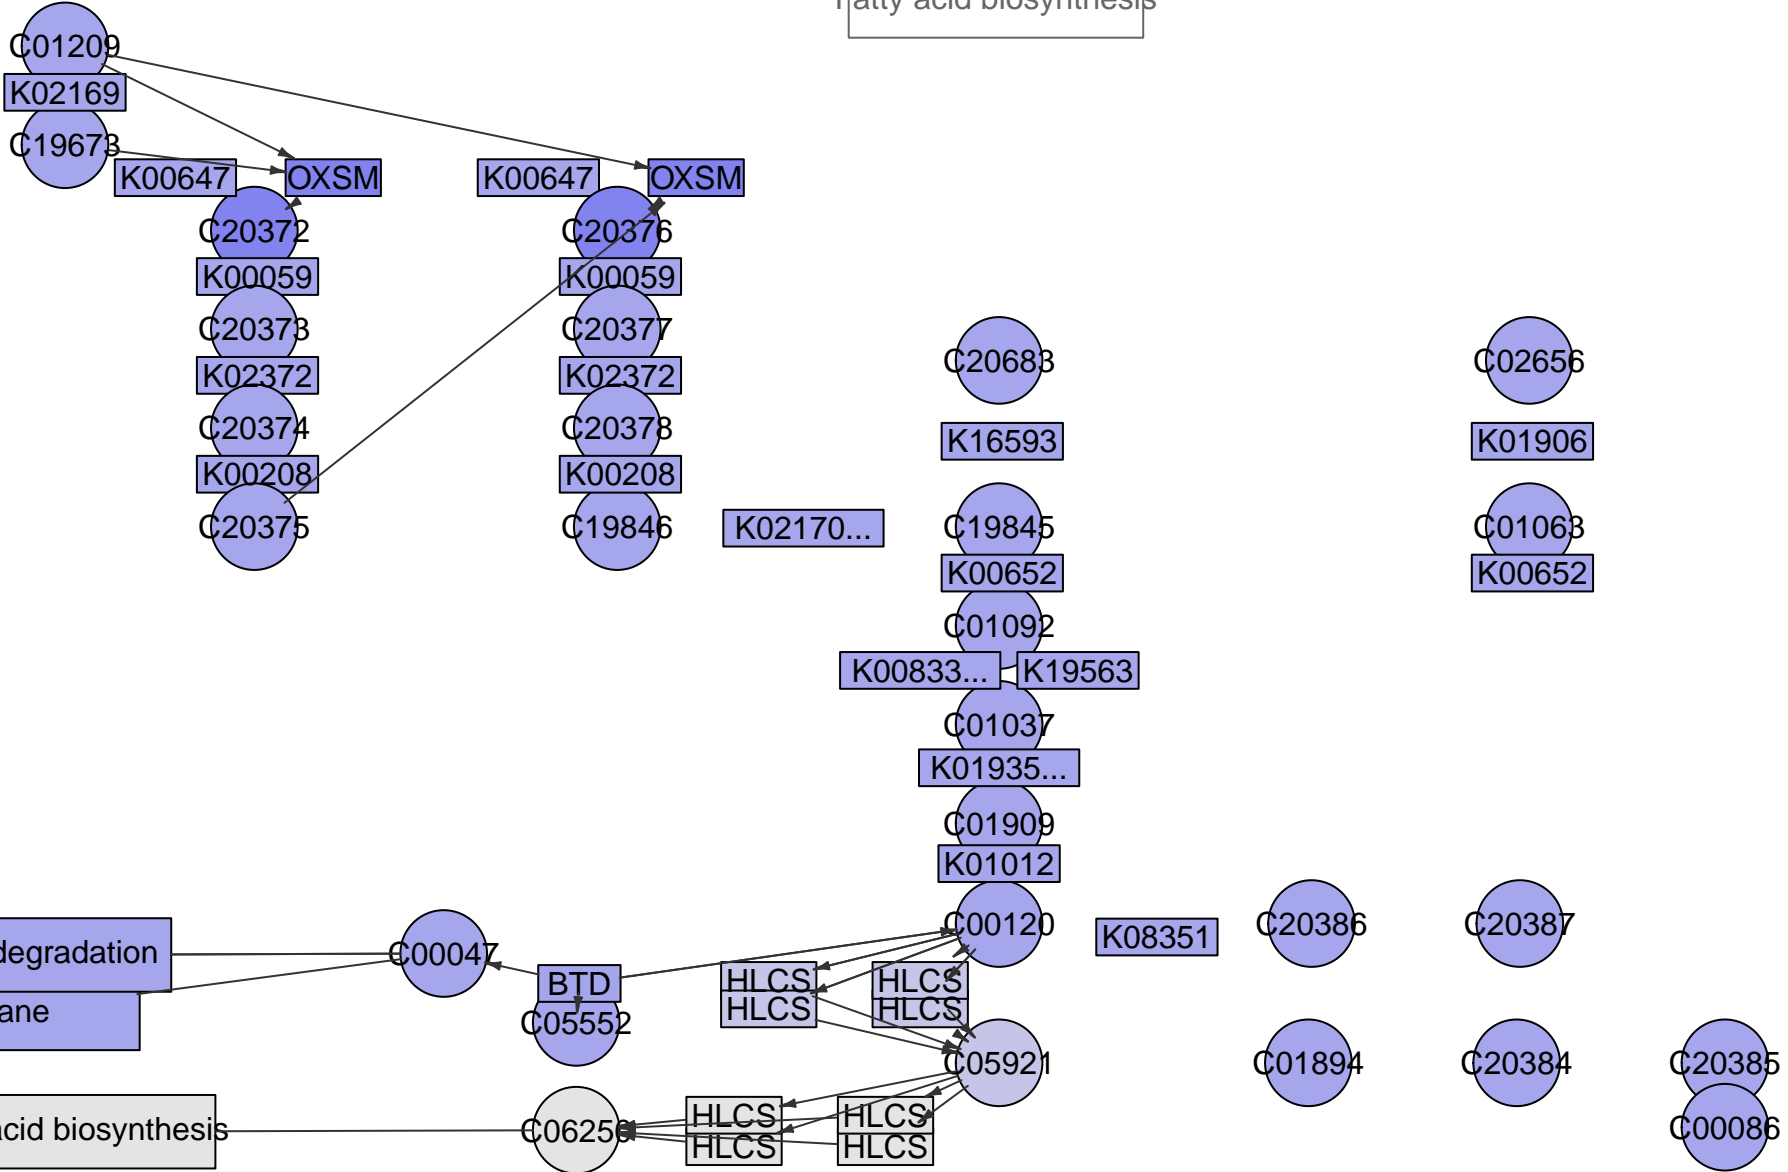 Fatty acid biosynthesis
C01209
K02169
C19673
K00647
OXSM
K00647
OXSM
C20372
C20376
K00059
K00059
C20373
C20377
C20683
C02656
K02372
K02372
C20374
C20378
K16593
K01906
K00208
K00208
C20375
C19846
K02170...
C19845
C01063
K00652
K00652
C01092
K00833...
K19563
C01037
K01935...
C01909
K01012
C00120
K08351
C20386
C20387
degradation
C00047
BTD
HLCS
HLCS
ane
HLCS
HLCS
C05552
C05921
C01894
C20384
C20385
acid biosynthesis
C06250
HLCS
HLCS
C00086
HLCS
HLCS